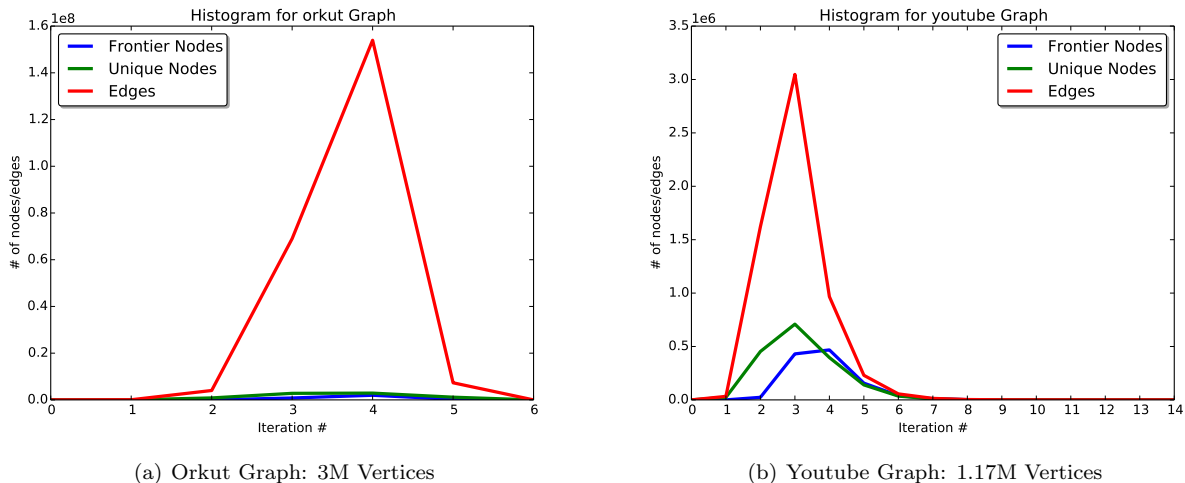 Histogram for orkut Graph
1e8
1.6
1.4
1.2
1.0
0.8
0.6
0.4
0.2
0.0
# of nodes/edges
Frontier Nodes
Unique Nodes
Edges
0 1 2 3 4 5 6
Iteration #
(a) Orkut Graph: 3M Vertices
Histogram for youtube Graph
1e6
3.5
3.0
2.5
2.0
1.5
1.0
0.5
0.0
# of nodes/edges
Frontier Nodes
Unique Nodes
Edges
0 1 2 3 4 5 6 7 8 9 10 11 12 13 14
Iteration #
(b) Youtube Graph: 1.17M Vertices